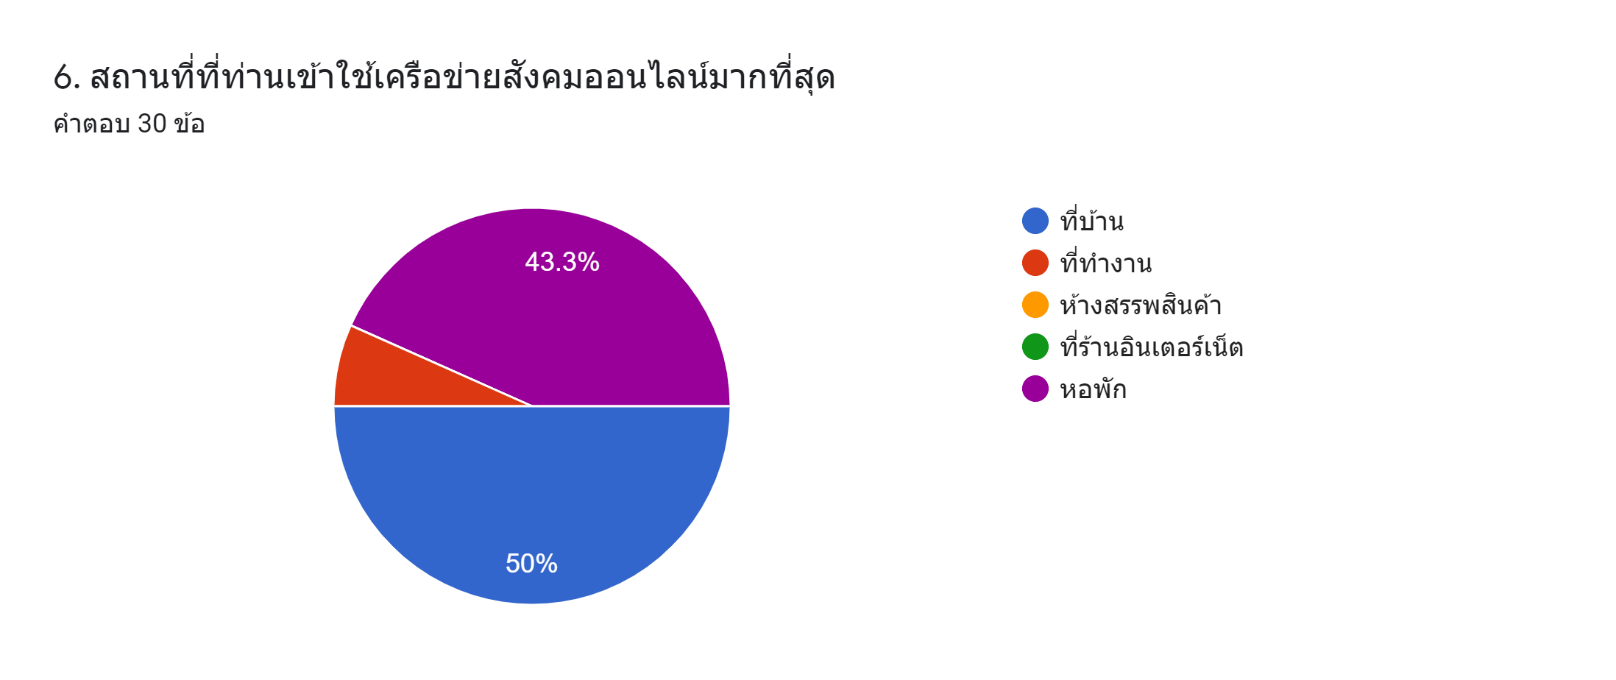 6. สถานที่ที่ท่านเข้าใช้เครือข่ายสังคมออนไลน์มากที่สุด
คำตอบ 30 ข้อ
43.3%
50%
ที่บ้าน
ที่ทำงาน
ห้างสรรพสินค้า
ที่ร้านอินเตอร์เน็ต
หอพัก